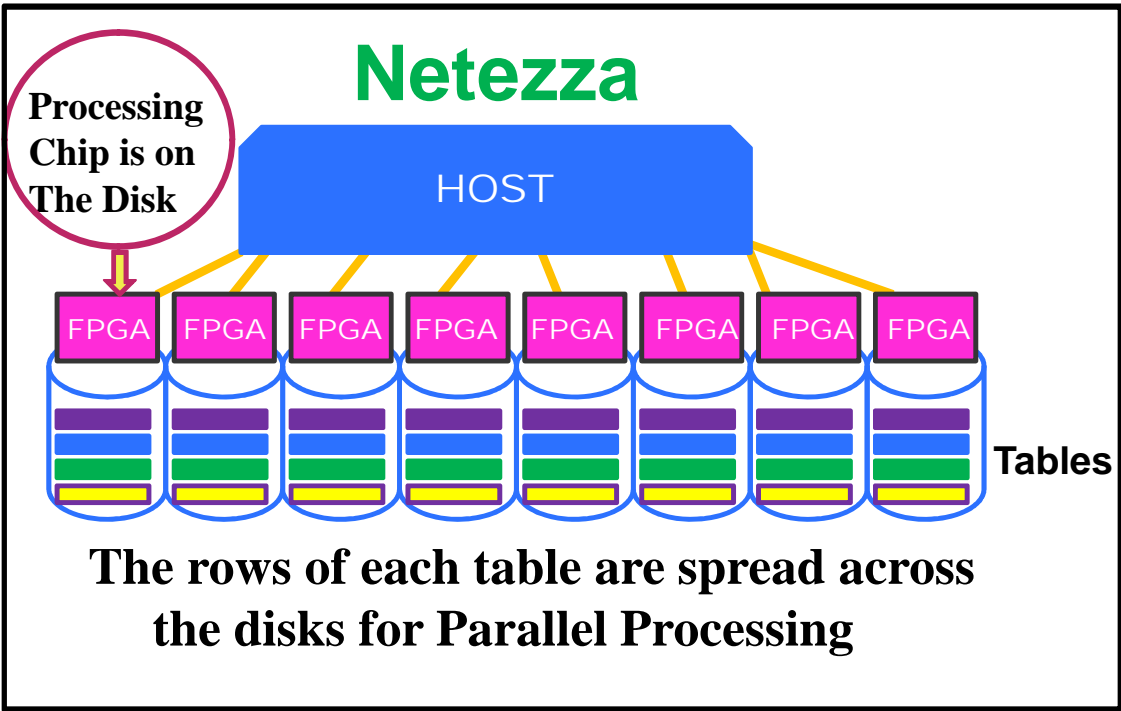 Netezza
Processing
Chip is on
The Disk
HOST
FPGA FPGA FPGA FPGA FPGA FPGA FPGA FPGA
Tables
The rows of each table are spread across
the disks for Parallel Processing